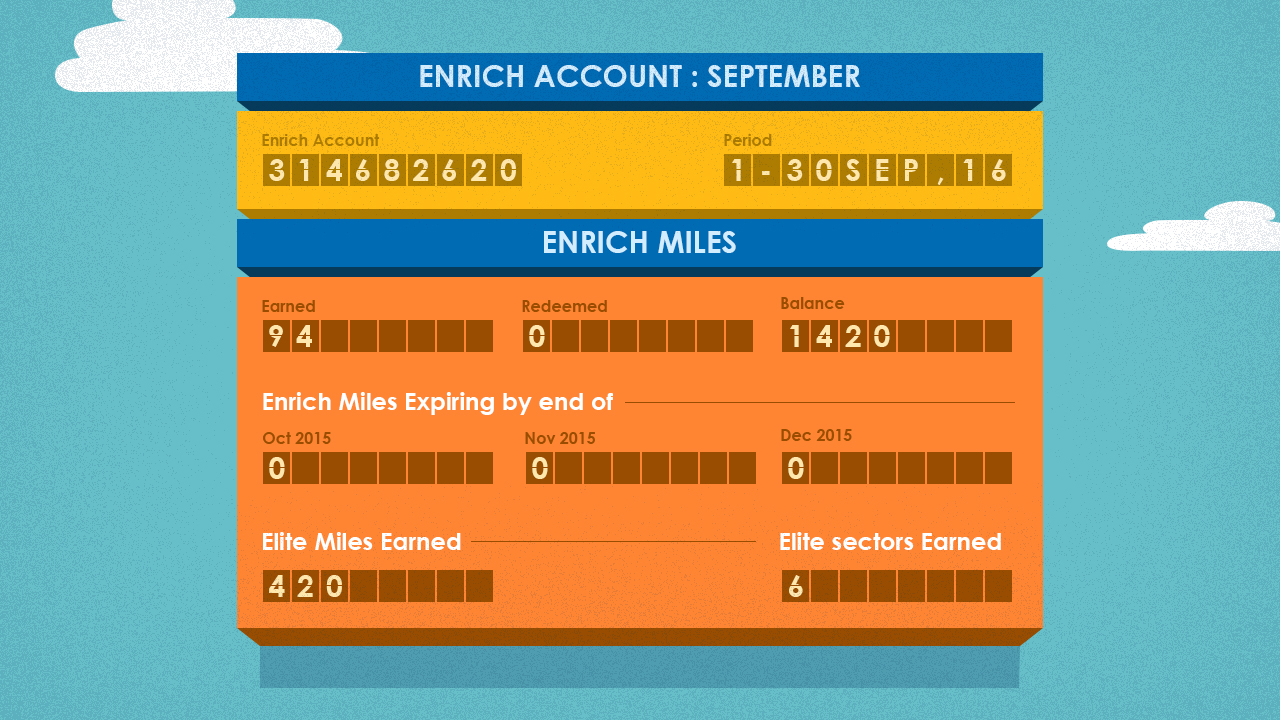 ENRICH ACCOUNT : SEPTEMBER
Enrich Account Period
314682620 1-30SEP,16
ENRICH MILES
Earned Redeemed Balance
94 0 1420
Enrich Miles Expiring by end of
Oct 2015 Nov 2015 Dec 2015
0 0 0
Elite Miles Earned Elite sectors Earned
420 6